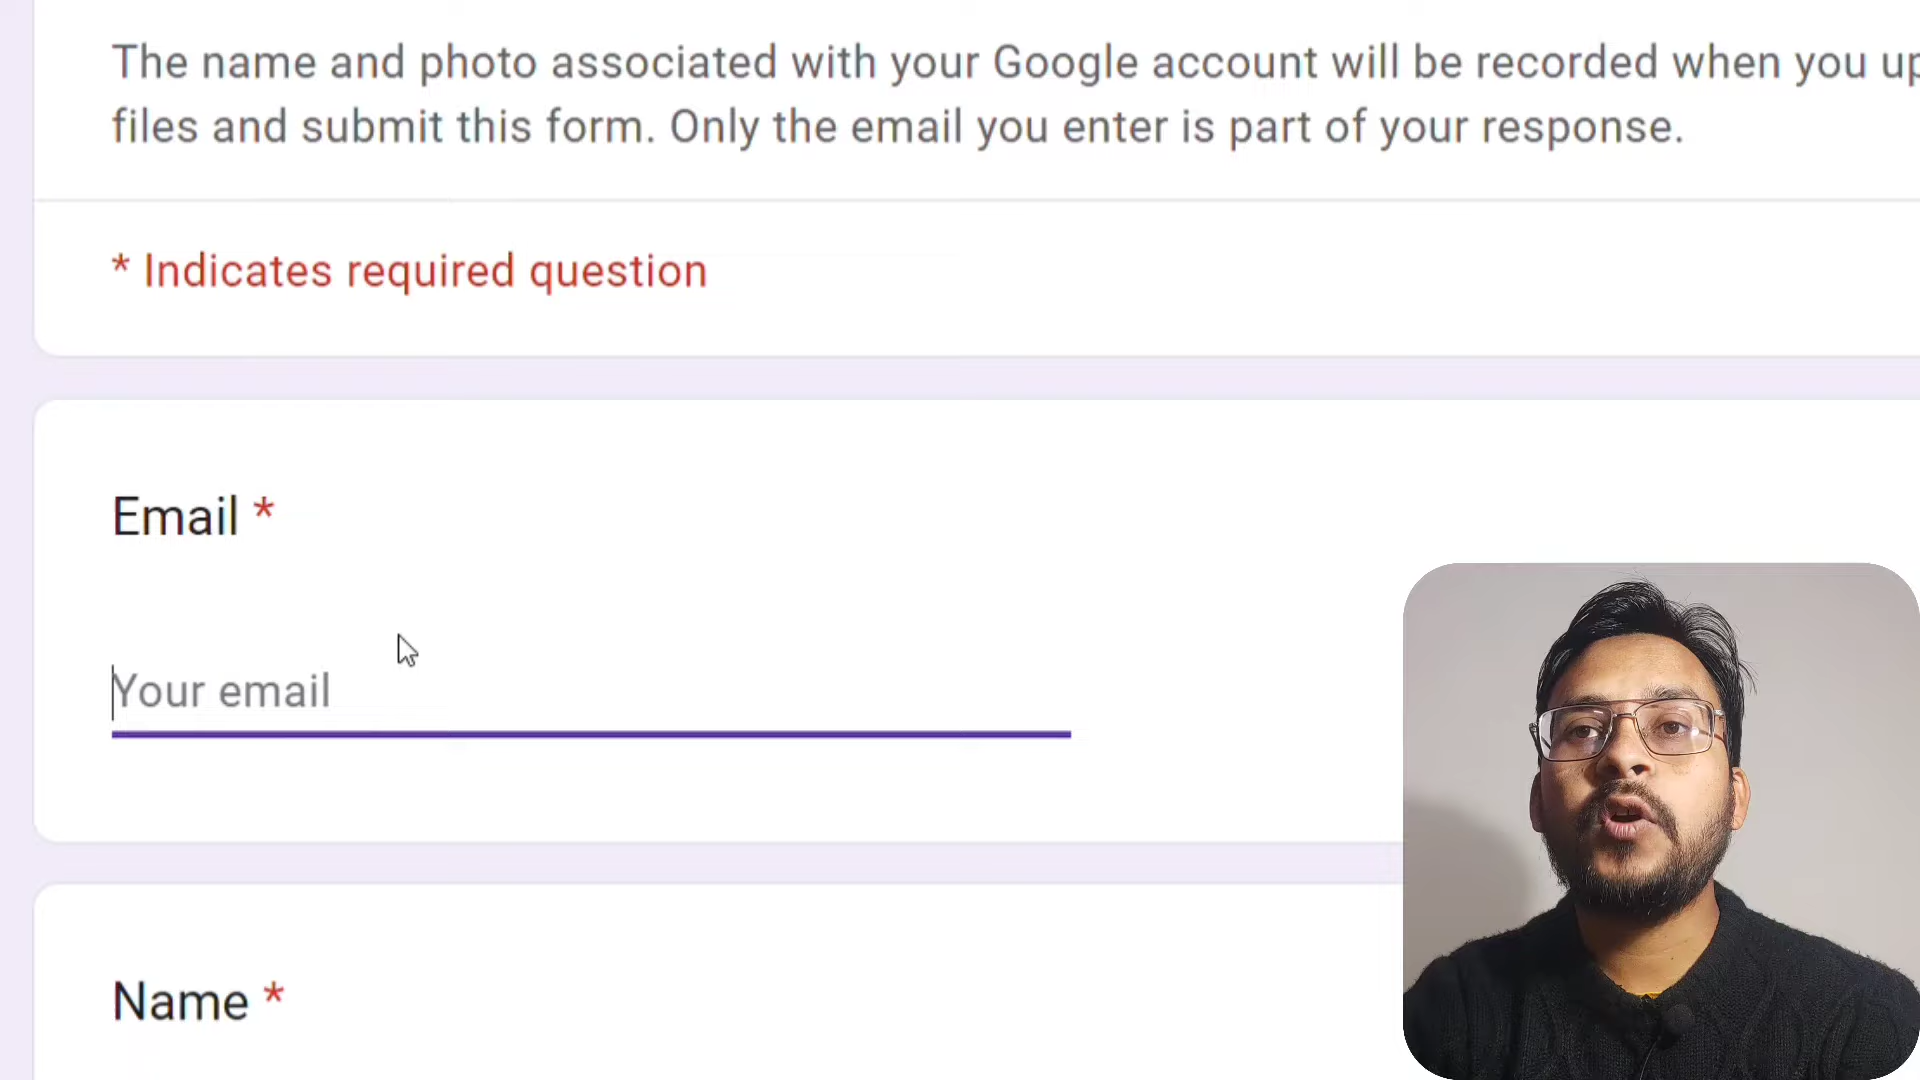 The name and photo associated with your Google account will be recorded when you up
files and submit this form. Only the email you enter is part of your response.
* Indicates required question
Email *
Your email
Name *